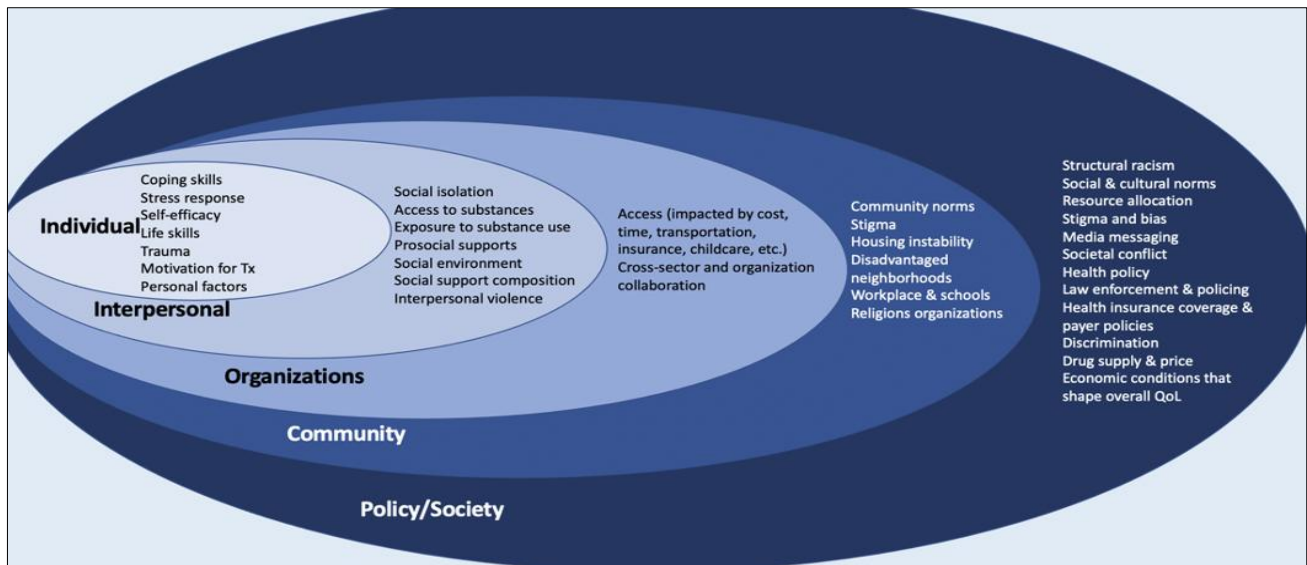 Individual
Coping skills
Stress response
Self-efficacy
Life skills
Trauma
Motivation for Tx
Personal factors
Interpersonal
Social isolation
Access to substances
Exposure to substance use
Prosocial supports
Social environment
Social support composition
Interpersonal violence
Organizations
Access (impacted by cost,
time, transportation,
insurance, childcare, etc.)
Cross-sector and organization
collaboration
Community
Community norms
Stigma
Housing instability
Disadvantaged
neighborhoods
Workplace & schools
Religions organizations
Policy/Society
Structural racism
Social & cultural norms
Resource allocation
Stigma and bias
Media messaging
Societal conflict
Health policy
Law enforcement & policing
Health insurance coverage &
payer policies
Discrimination
Drug supply & price
Economic conditions that
shape overall QoL